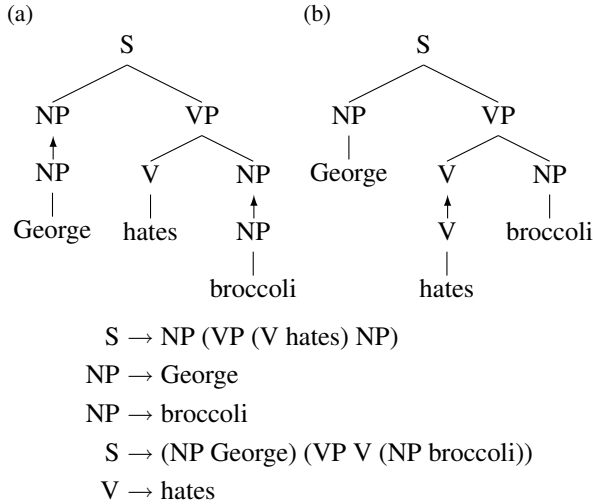 (a) (b)
S S
NP VP NP VP
NP V NP George V NP
George hates NP V broccoli
broccoli hates
S → NP (VP (V hates) NP)
NP → George
NP → broccoli
S → (NP George) (VP V (NP broccoli))
V → hates